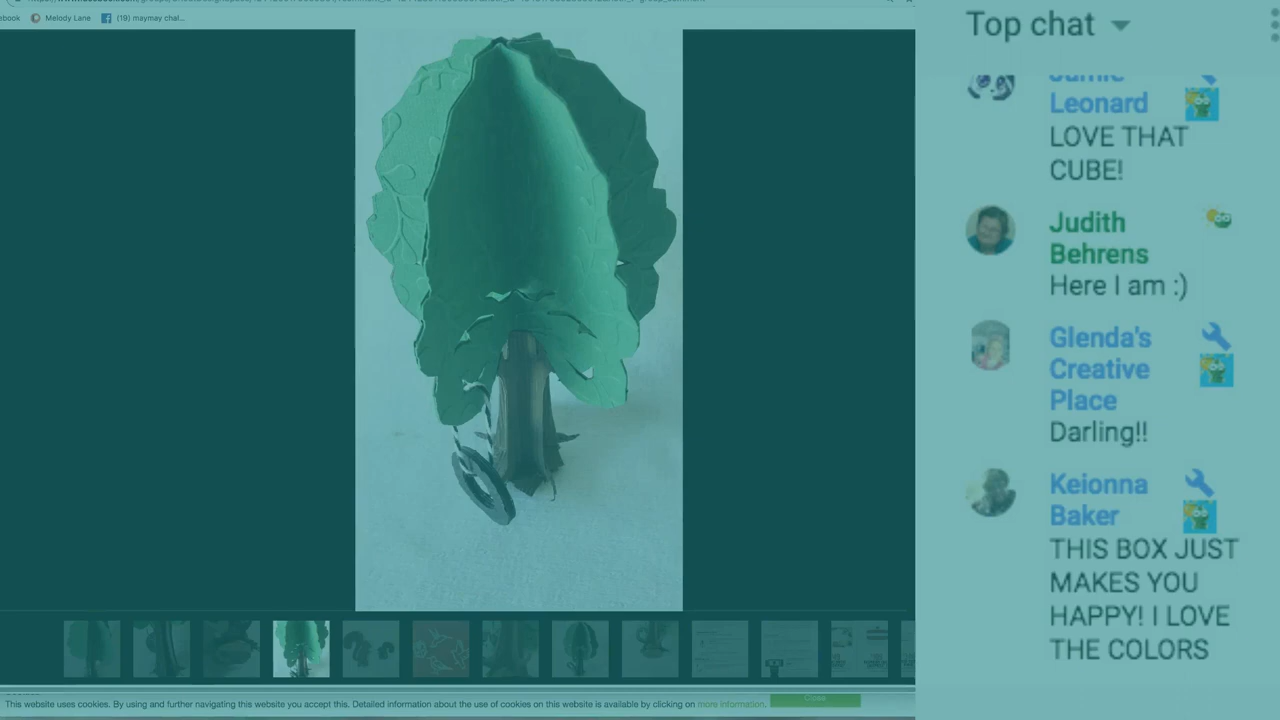 Melody Lane
(19) maymay chal...
Top chat
Jamie
Leonard
LOVE THAT
CUBE!
Judith
Behrens
Here I am :)
Glenda's
Creative
Place
Darling!!
Keionna
Baker
THIS BOX JUST
MAKES YOU
HAPPY! I LOVE
THE COLORS
This website uses cookies. By using and further navigating this website you accept this. Detailed information about the use of cookies on this website is available by clicking on more information.
Close